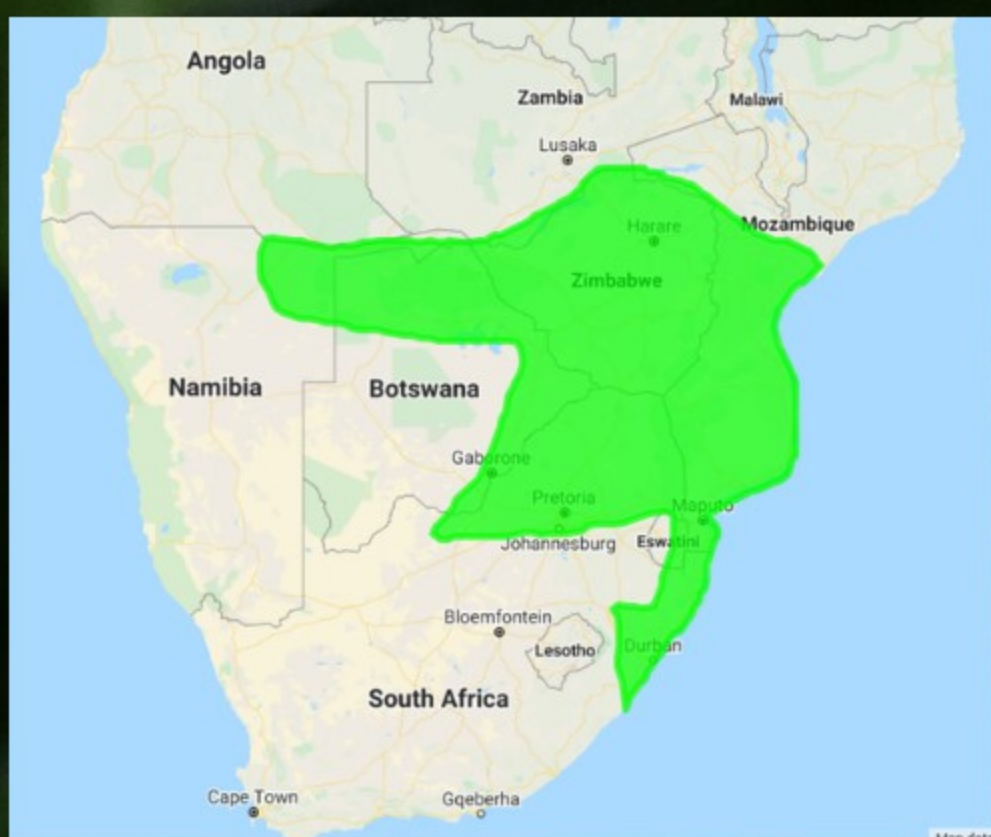 Angola
Zambia
Malawi
Lusaka
Mozambique
Harare
Zimbabwe
Namibia
Botswana
Gaborone
Pretoria
Maputo
Johannesburg
Eswatini
Bloemfontein
Lesotho
Durban
South Africa
Cape Town
Gqeberha